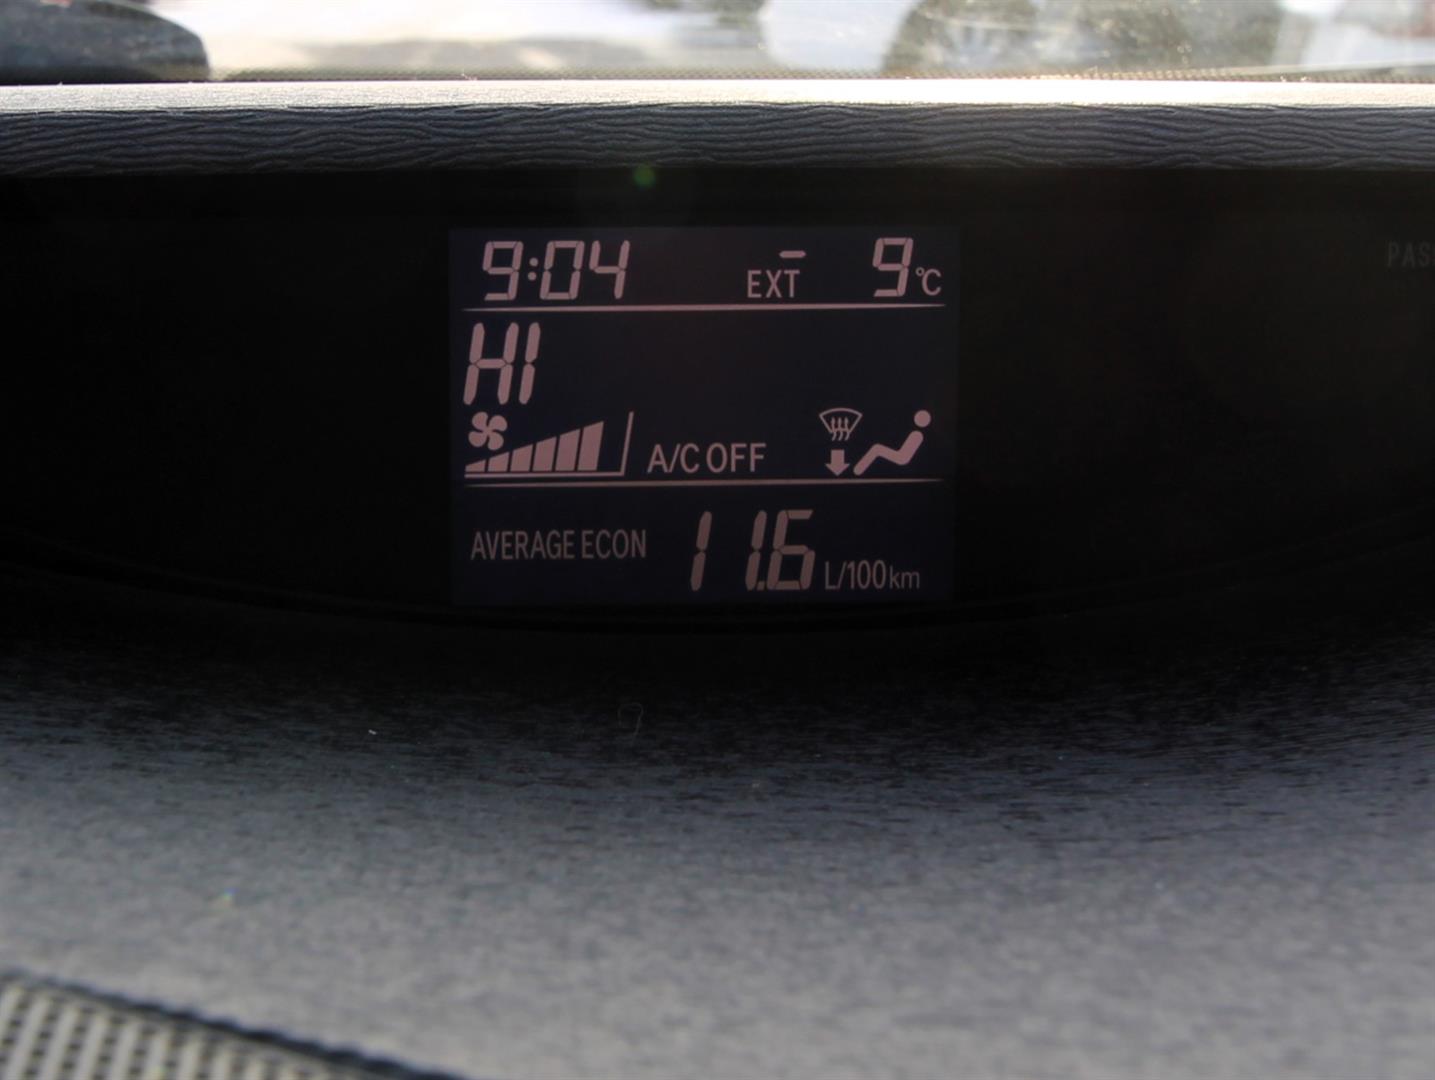 9:04 EXT - 9°C
HI
A/C OFF
AVERAGE ECON 11.6 L/100km